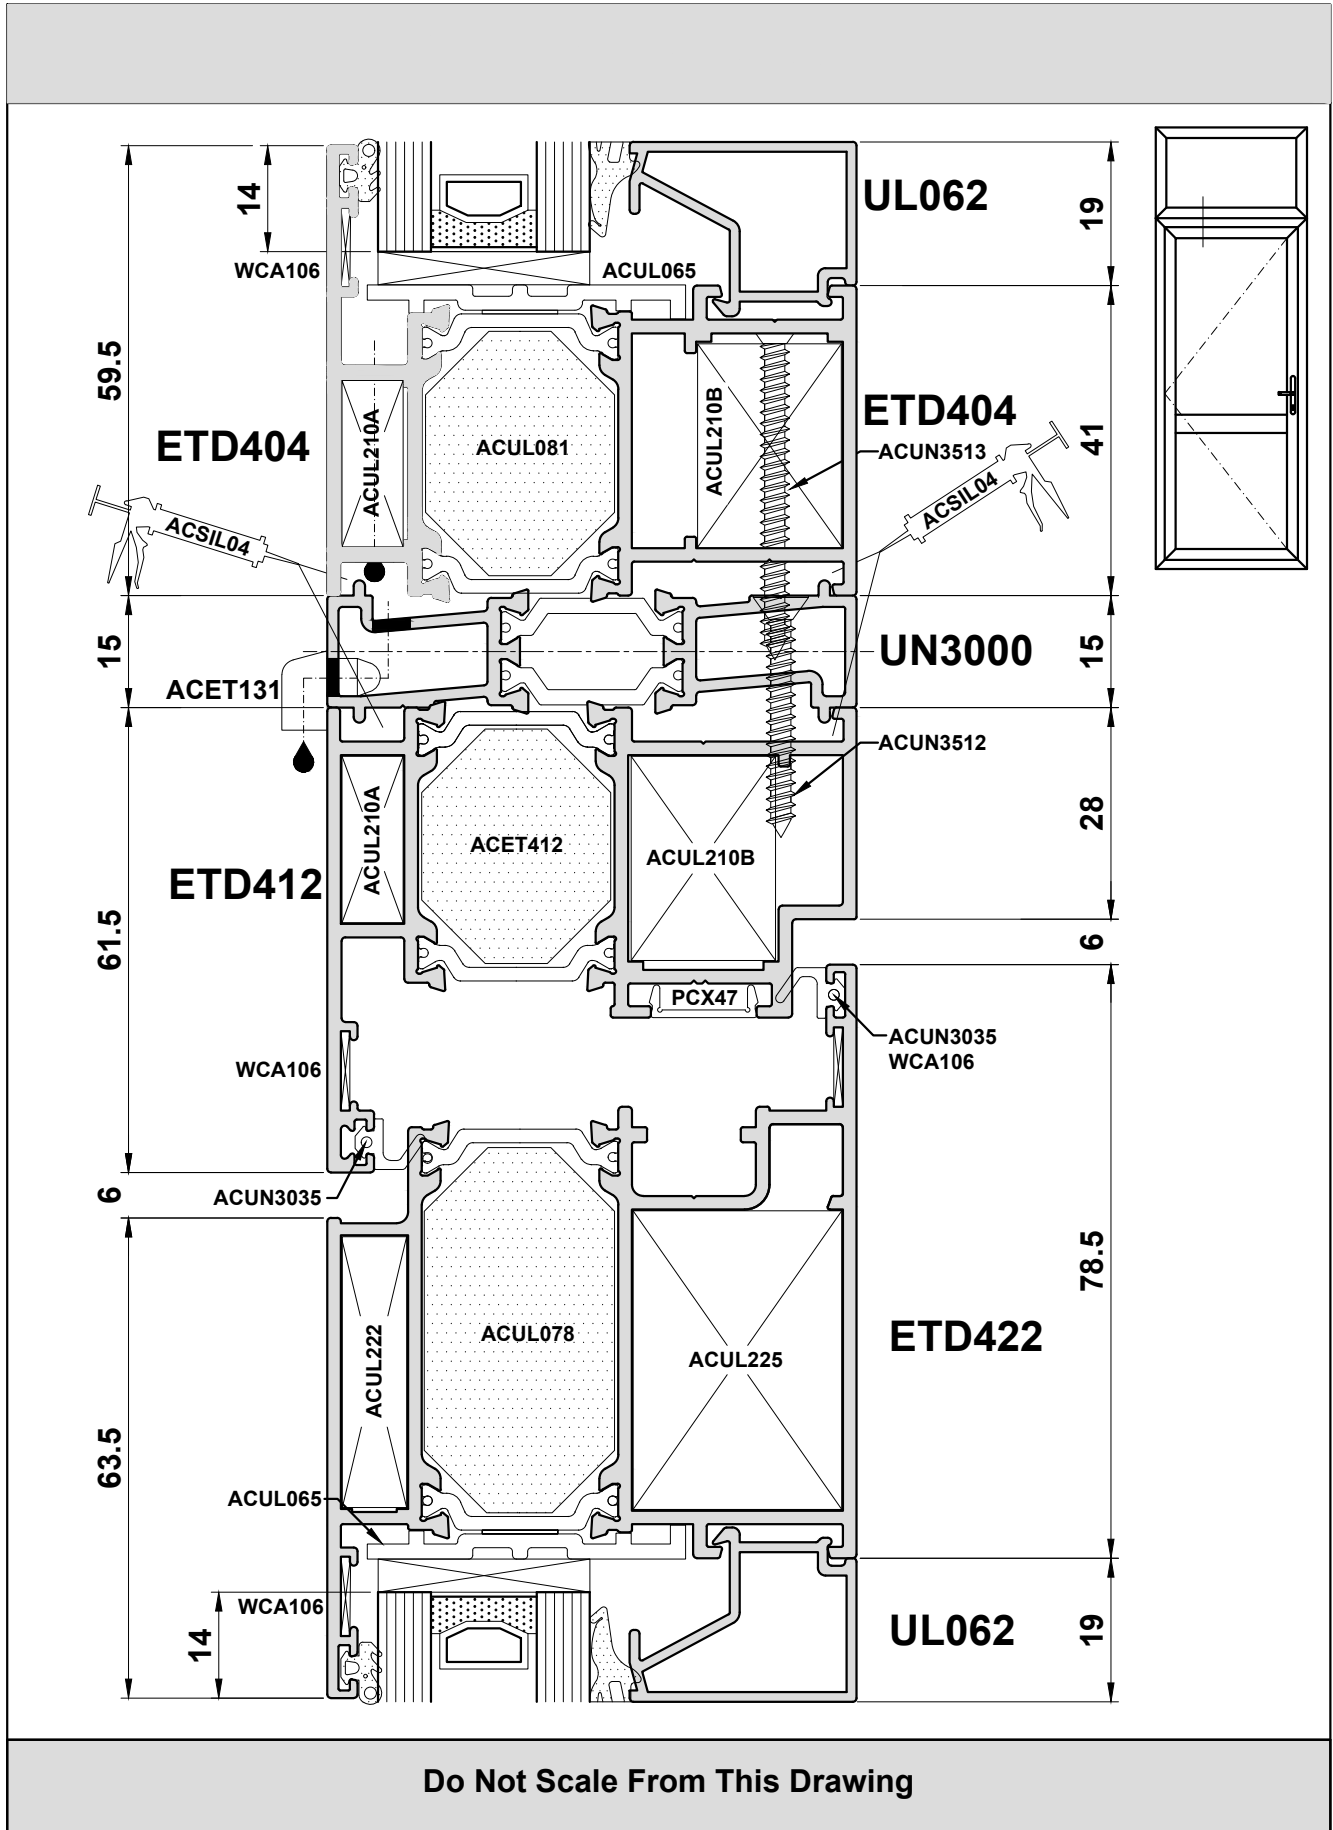 14
UL062
19
WCA106
ACUL065
59.5
ETD404
ACUL210A
ACUL081
ACUL210B
ETD404
41
ACUN3513
ACSIL04
ACSIL04
15
ACET131
UN3000
15
ACUN3512
ACUL210A
ACET412
ACUL210B
28
ETD412
61.5
6
PCX47
WCA106
ACUN3035
WCA106
6
ACUN3035
78.5
ACUL222
ACUL078
ACUL225
ETD422
63.5
ACUL065
WCA106
14
UL062
19
Do Not Scale From This Drawing